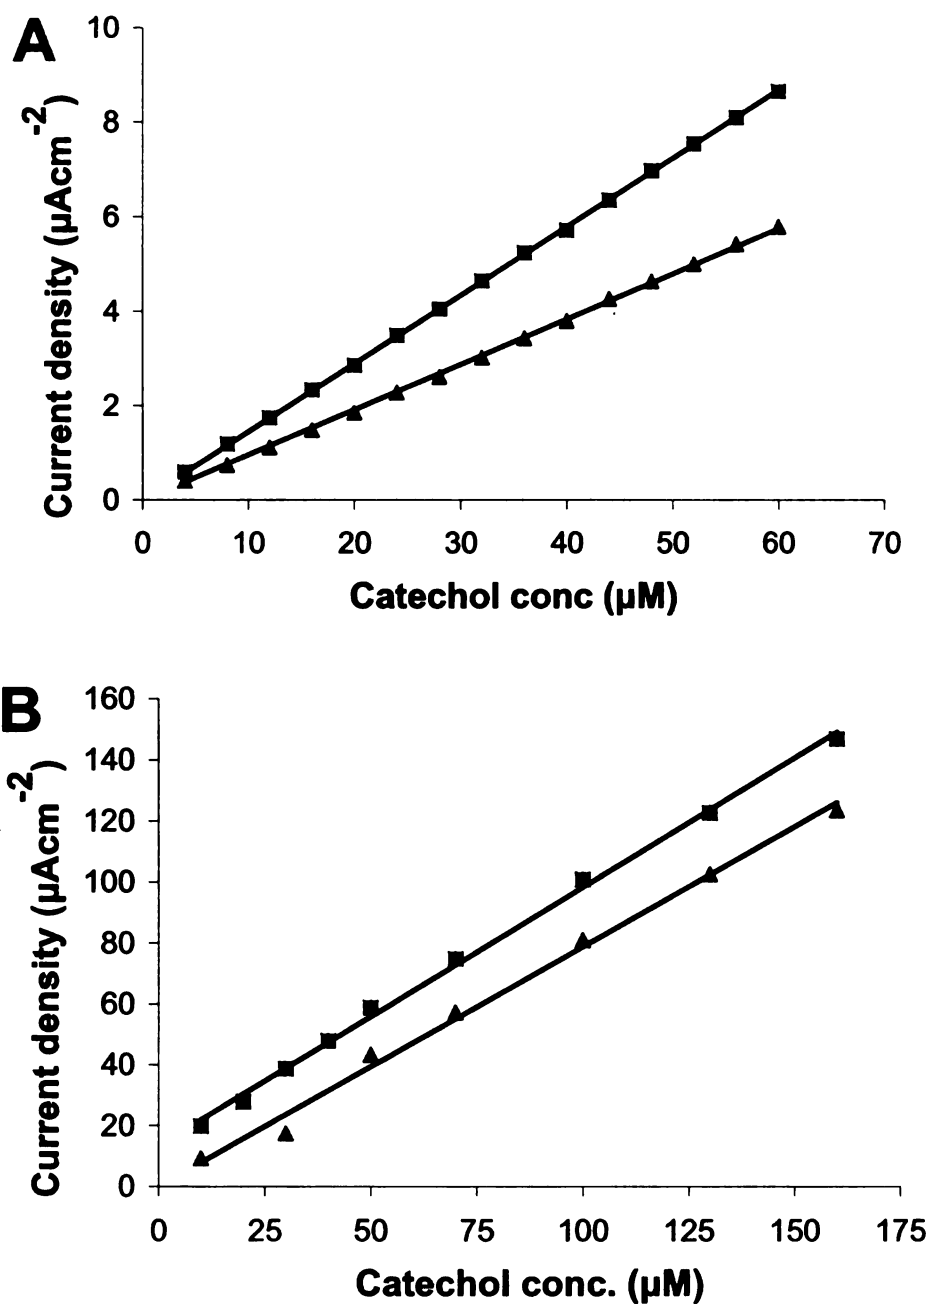 A
10
8
6
4
2
0
Current density (µAcm-2)
0 10 20 30 40 50 60 70
Catechol conc (µM)
B
160
140
120
100
80
60
40
20
0
Current density (µAcm-2)
0 25 50 75 100 125 150 175
Catechol conc. (µM)